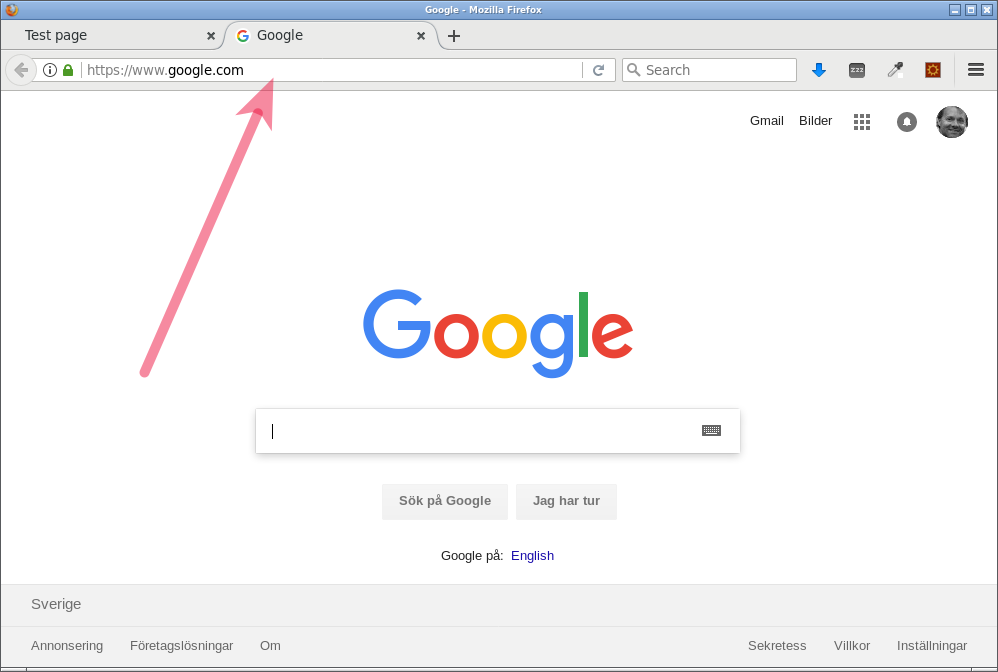 Google - Mozilla Firefox
Test page
Google
https://www.google.com
Search
zzz
Gmail Bilder
Google
Sök på Google Jag har tur
Google på: English
Sverige
Annonsering Företagslösningar Om Sekretess Villkor Inställningar